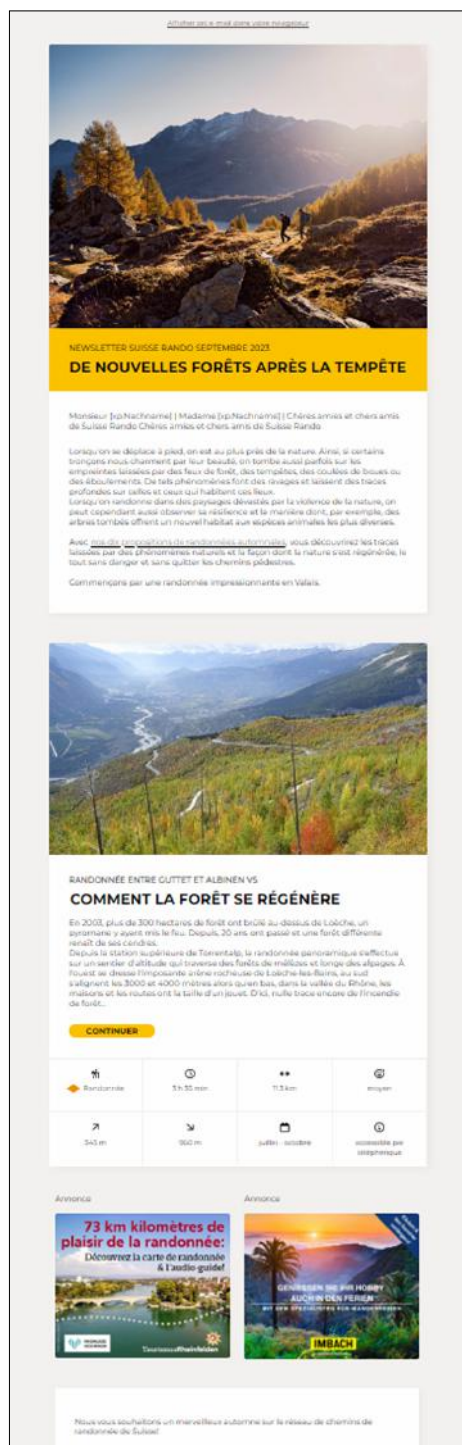 Afficher cet e-mail dans votre navigateur
NEWSLETTER SUISSE RANDO SEPTEMBRE 2023
DE NOUVELLES FORÊTS APRÈS LA TEMPÊTE
Monsieur [xp.Nachname] | Madame [xp.Nachname] | Chères amies et chers amis
de Suisse Rando Chères amies et chers amis de Suisse Rando
Lorsqu'on se déplace à pied, on est au plus près de la nature. Ainsi, si certains
tronçons nous charment par leur beauté, on tombe aussi parfois sur les
empreintes laissées par des feux de forêt, des tempêtes, des coulées de boues ou
des éboulements. De tels phénomènes font des ravages et laissent des traces
profondes sur celles et ceux qui habitent ces lieux.
Lorsqu'on randonne dans des paysages dévastés par la violence de la nature, on
peut cependant aussi observer sa résilience et la manière dont, par exemple, des
arbres tombés offrent un nouvel habitat aux espèces animales les plus diverses.
Avec nos dix propositions de randonnées automnales, vous découvrirez les traces
laissées par des phénomènes naturels et la façon dont la nature s'est régénérée, le
tout sans danger et sans quitter les chemins pédestres.
Commençons par une randonnée impressionnante en Valais.
RANDONNÉE ENTRE GUTTET ET ALBINEN VS
COMMENT LA FORÊT SE RÉGÉNÈRE
En 2003, plus de 300 hectares de forêt ont brûlé au-dessus de Loèche, un
pyromane y ayant mis le feu. Depuis, 20 ans ont passé et une forêt différente
renaît de ses cendres.
Depuis la station supérieure de Torrentalp, la randonnée panoramique s'effectue
sur un sentier d'altitude qui traverse des forêts de mélèzes et longe des alpages. À
l'ouest se dresse l'imposante arène rocheuse de Loèche-les-Bains, au sud
s'alignent les 3000 et 4000 mètres alors qu'en bas, dans la vallée du Rhône, les
maisons et les routes ont la taille d'un jouet. D'ici, nulle trace encore de l'incendie
de forêt...
CONTINUER
Randonnée
3 h 35 min
11.3 km
moyen
545 m
960 m
juillet - octobre
accessible par
téléphérique
Annonce
Annonce
73 km kilomètres de
plaisir de la randonnée:
Découvrez la carte de randonnée
& l'audio-guide!
TourismusRheinfelden
GENIESSEN SIE IHR HOBBY
AUCH IN DEN FERIEN
MIT DEM SPEZIALISTEN FÜR WANDERREISEN
IMBACH
Nous vous souhaitons un merveilleux automne sur le réseau de chemins de
randonnée de Suisse!